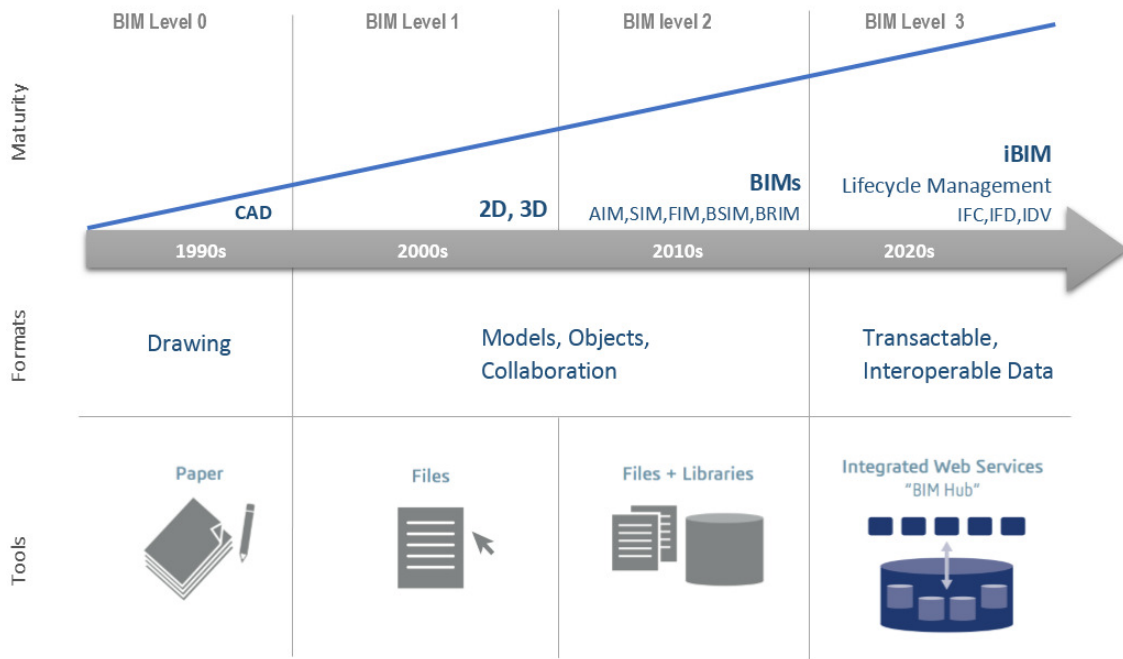 BIM Level 0
BIM Level 1
BIM level 2
BIM Level 3
Maturity
CAD
2D, 3D
BIMs
AIM,SIM,FIM,BSIM,BRIM
iBIM
Lifecycle Management
IFC,IFD,IDV
1990s
2000s
2010s
2020s
Formats
Drawing
Models, Objects,
Collaboration
Transactable,
Interoperable Data
Tools
Paper
Files
Files + Libraries
Integrated Web Services
"BIM Hub"